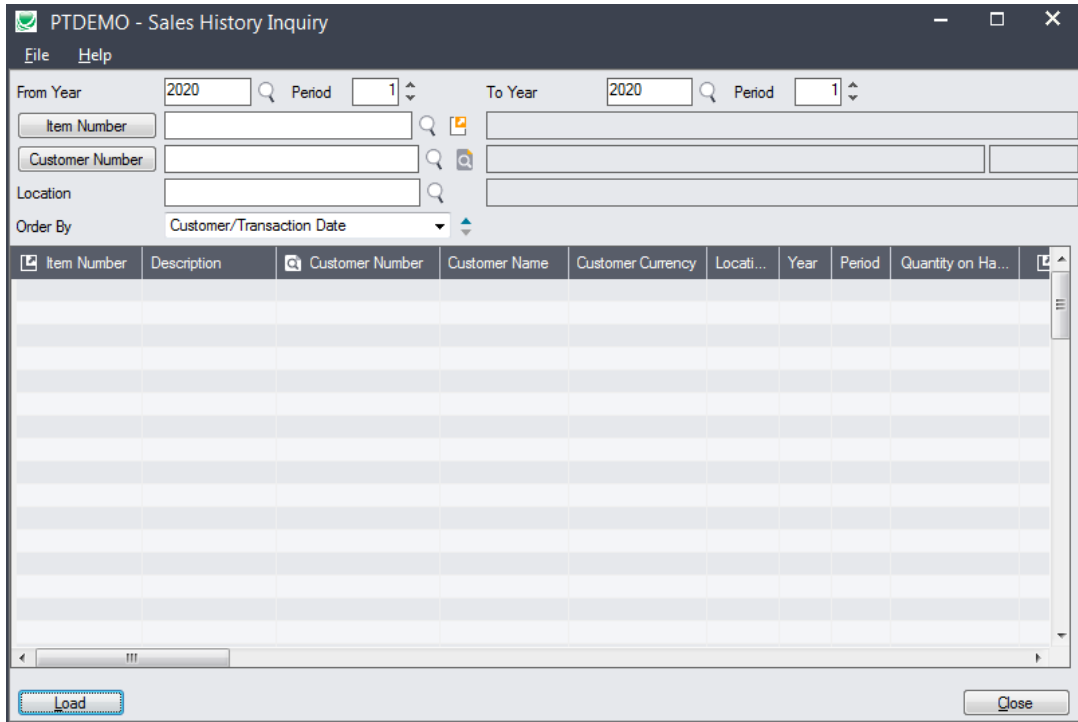 PTDEMO - Sales History Inquiry
File Help
From Year 2020 Period 1 To Year 2020 Period 1
Item Number
Customer Number
Location
Order By Customer/Transaction Date
Item Number Description Customer Number Customer Name Customer Currency Locati... Year Period Quantity on Ha...
Load Close